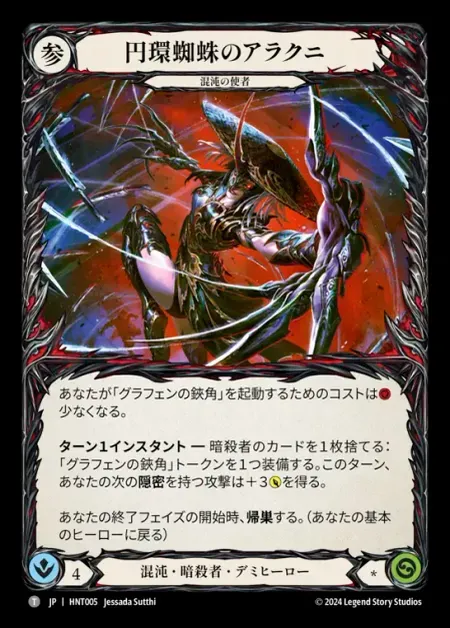 参
円環蜘蛛のアラクニ
混沌の使者
あなたが「グラフェンの鋏角」を起動するためのコストは
少なくなる。
ターン1インスタント ー 暗殺者のカードを1枚捨てる:
「グラフェンの鋏角」トークンを1つ装備する。このターン、
あなたの次の隠密を持つ攻撃は+3を得る。
あなたの終了フェイズの開始時、帰巣する。(あなたの基本
のヒーローに戻る)
4
混沌・暗殺者・デミヒーロー
*
T JP | HNT005 Jessada Sutthi
© 2024 Legend Story Studios